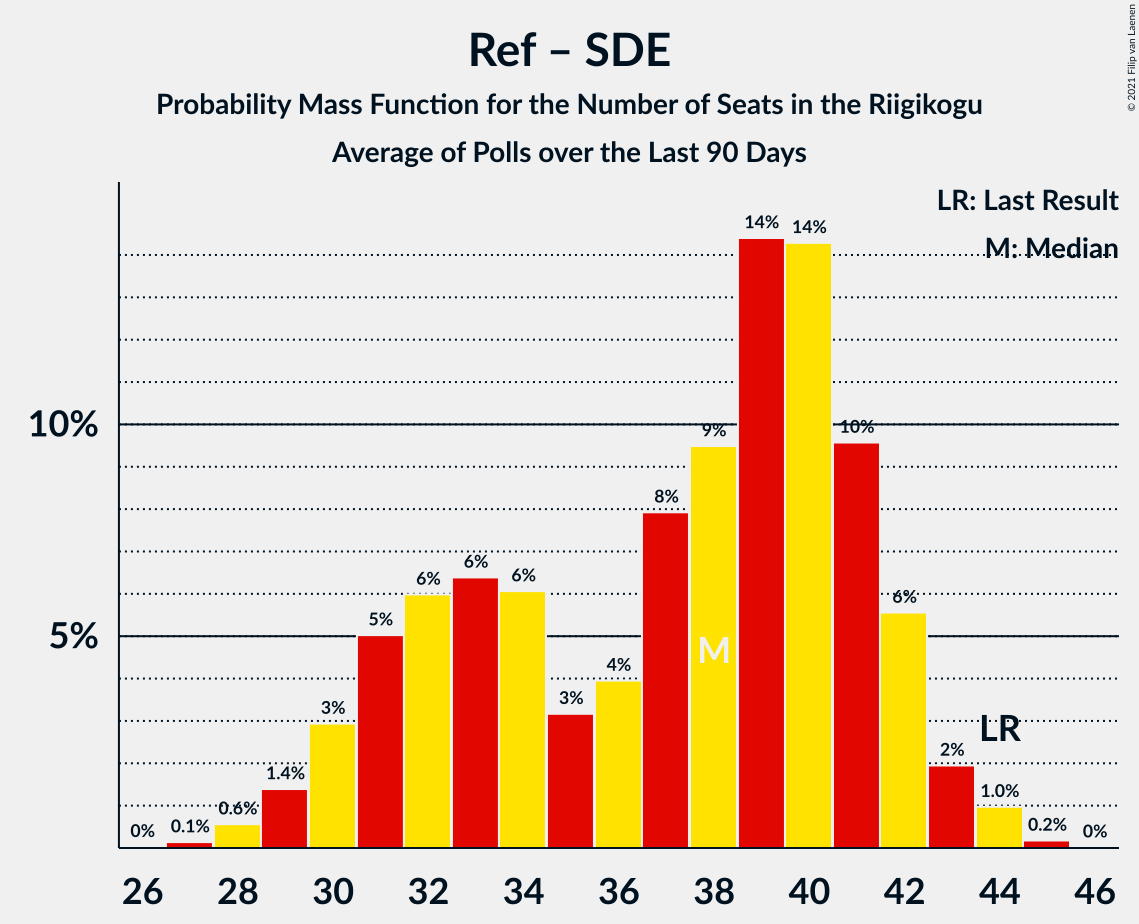 Ref – SDE
Probability Mass Function for the Number of Seats in the Riigikogu
Average of Polls over the Last 90 Days
© 2021 Filip van Laenen
LR: Last Result
M: Median
10%
5%
0%
0.1%
0.6%
1.4%
3%
5%
6%
6%
6%
3%
4%
8%
9%
14%
14%
10%
6%
2%
1.0%
0.2%
0%
M
LR
26 28 30 32 34 36 38 40 42 44 46